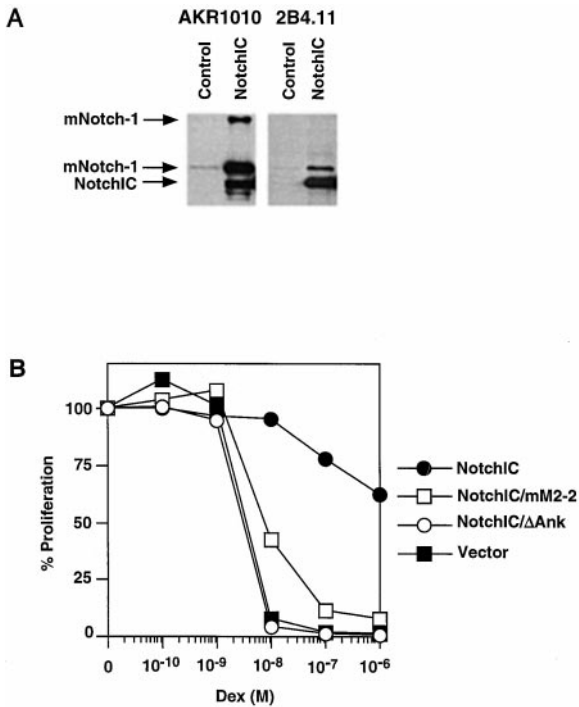 A
AKR1010 2B4.11
Control
NotchIC
Control
NotchIC
mNotch-1
mNotch-1
NotchIC
B
% Proliferation
100
75
50
25
0
0 10-10 10-9 10-8 10-7 10-6
Dex (M)
NotchIC
NotchIC/mM2-2
NotchIC/ΔAnk
Vector